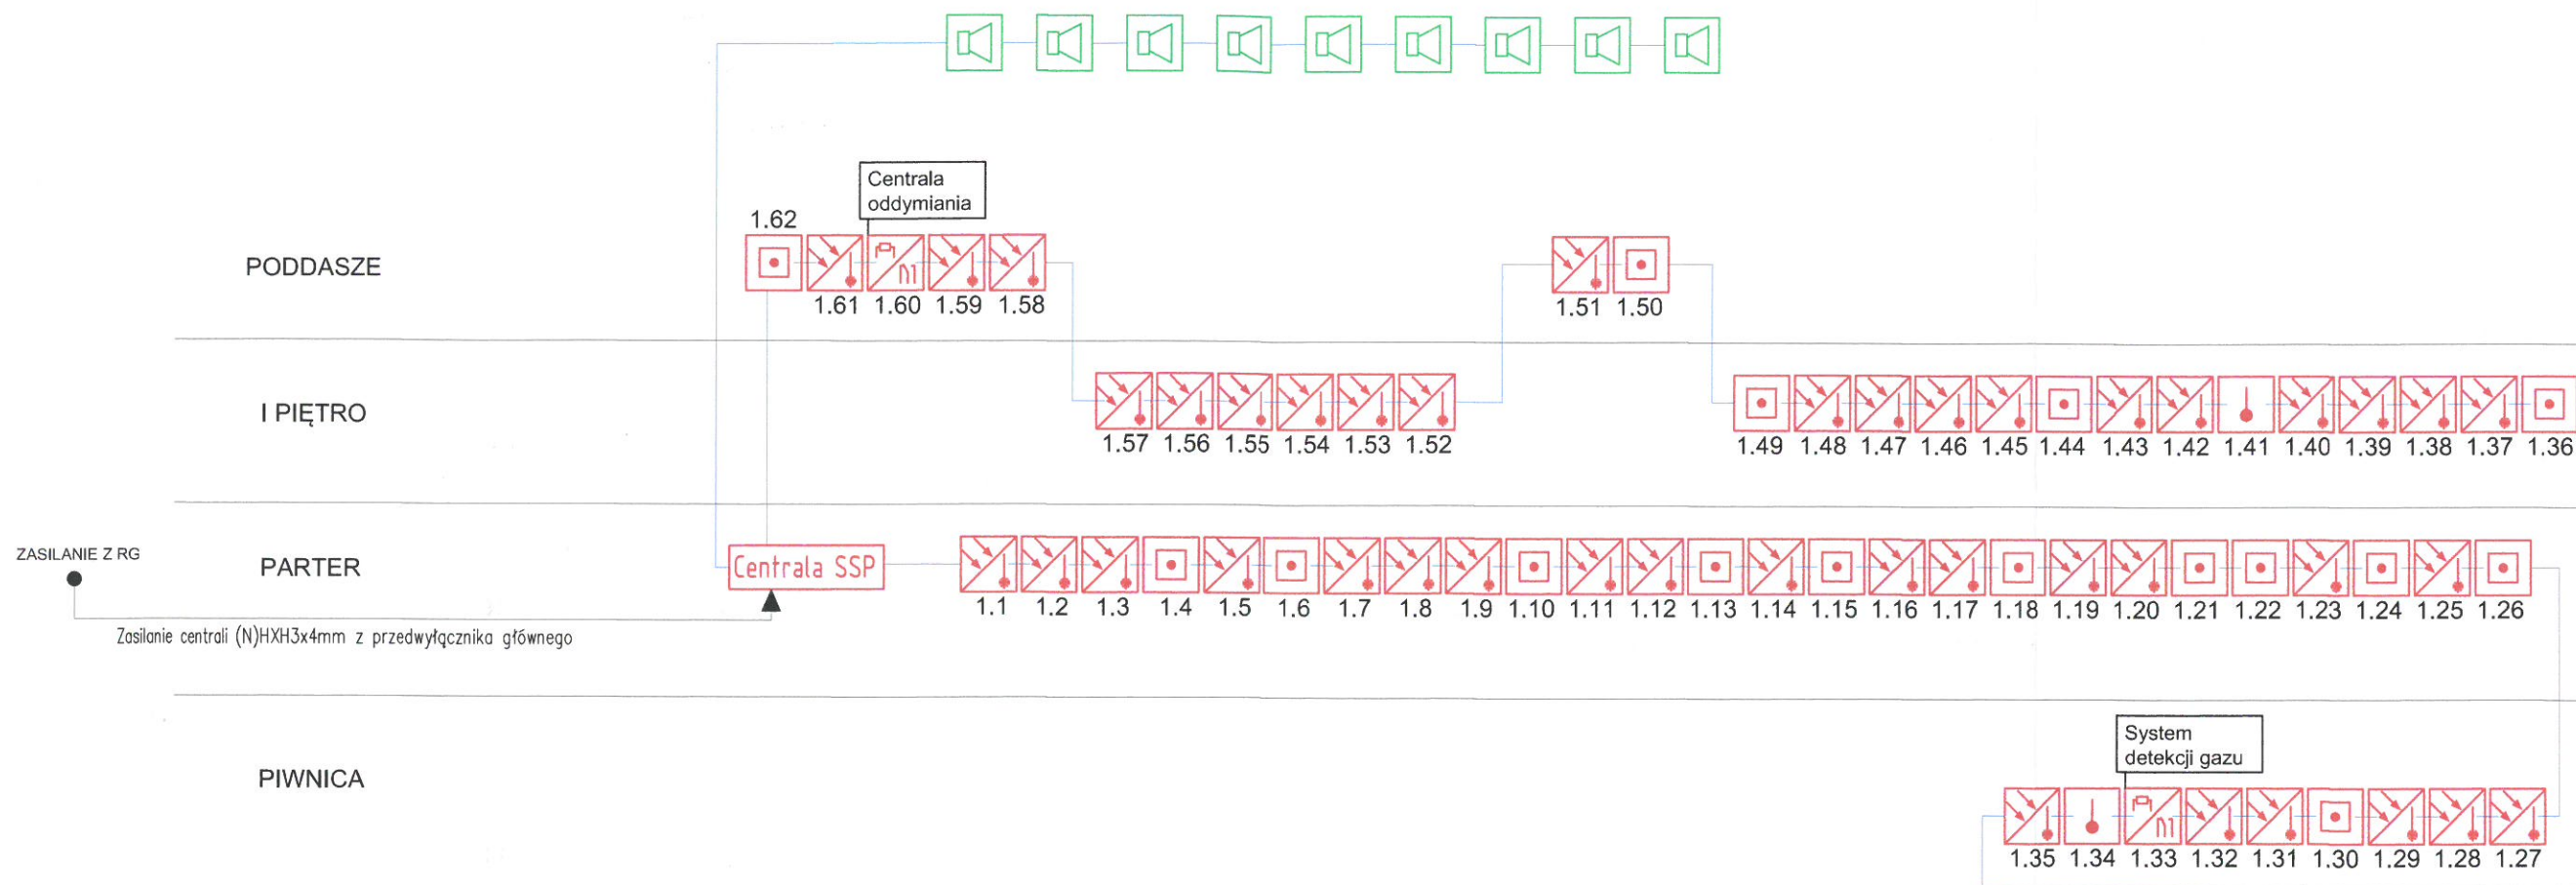 Centrala
oddymiania
1.62
PODDASZE
1.61 1.60 1.59 1.58
1.51 1.50
I PIĘTRO
1.57 1.56 1.55 1.54 1.53 1.52
1.49 1.48 1.47 1.46 1.45 1.44 1.43 1.42 1.41 1.40 1.39 1.38 1.37 1.36
ZASILANIE Z RG
PARTER
Centrala SSP
1.1 1.2 1.3 1.4 1.5 1.6 1.7 1.8 1.9 1.10 1.11 1.12 1.13 1.14 1.15 1.16 1.17 1.18 1.19 1.20 1.21 1.22 1.23 1.24 1.25 1.26
Zasilanie centrali (N)HXH3x4mm z przedwyłącznika głównego
System
detekcji gazu
PIWNICA
1.35 1.34 1.33 1.32 1.31 1.30 1.29 1.28 1.27